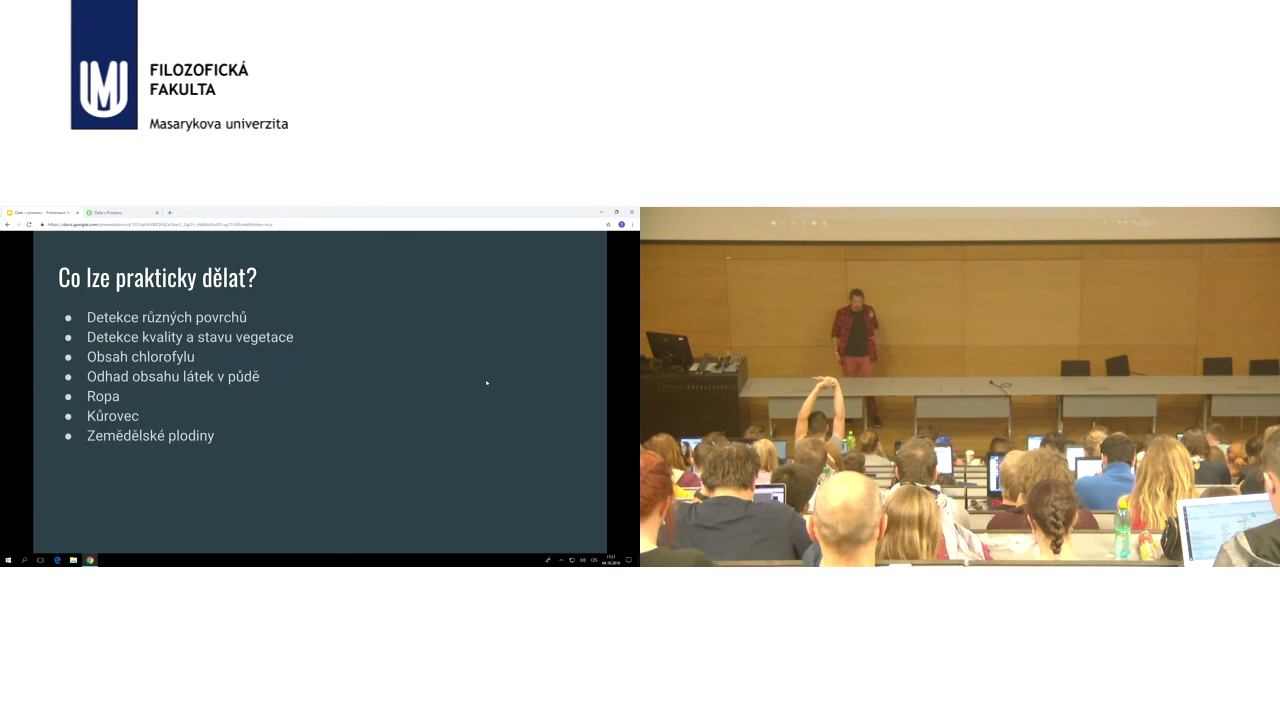 FILOZOFICKÁ
FAKULTA
Masarykova univerzita
Co lze prakticky dělat?
● Detekce různých povrchů
● Detekce kvality a stavu vegetace
● Obsah chlorofylu
● Odhad obsahu látek v půdě
● Ropa
● Kůrovec
● Zemědělské plodiny